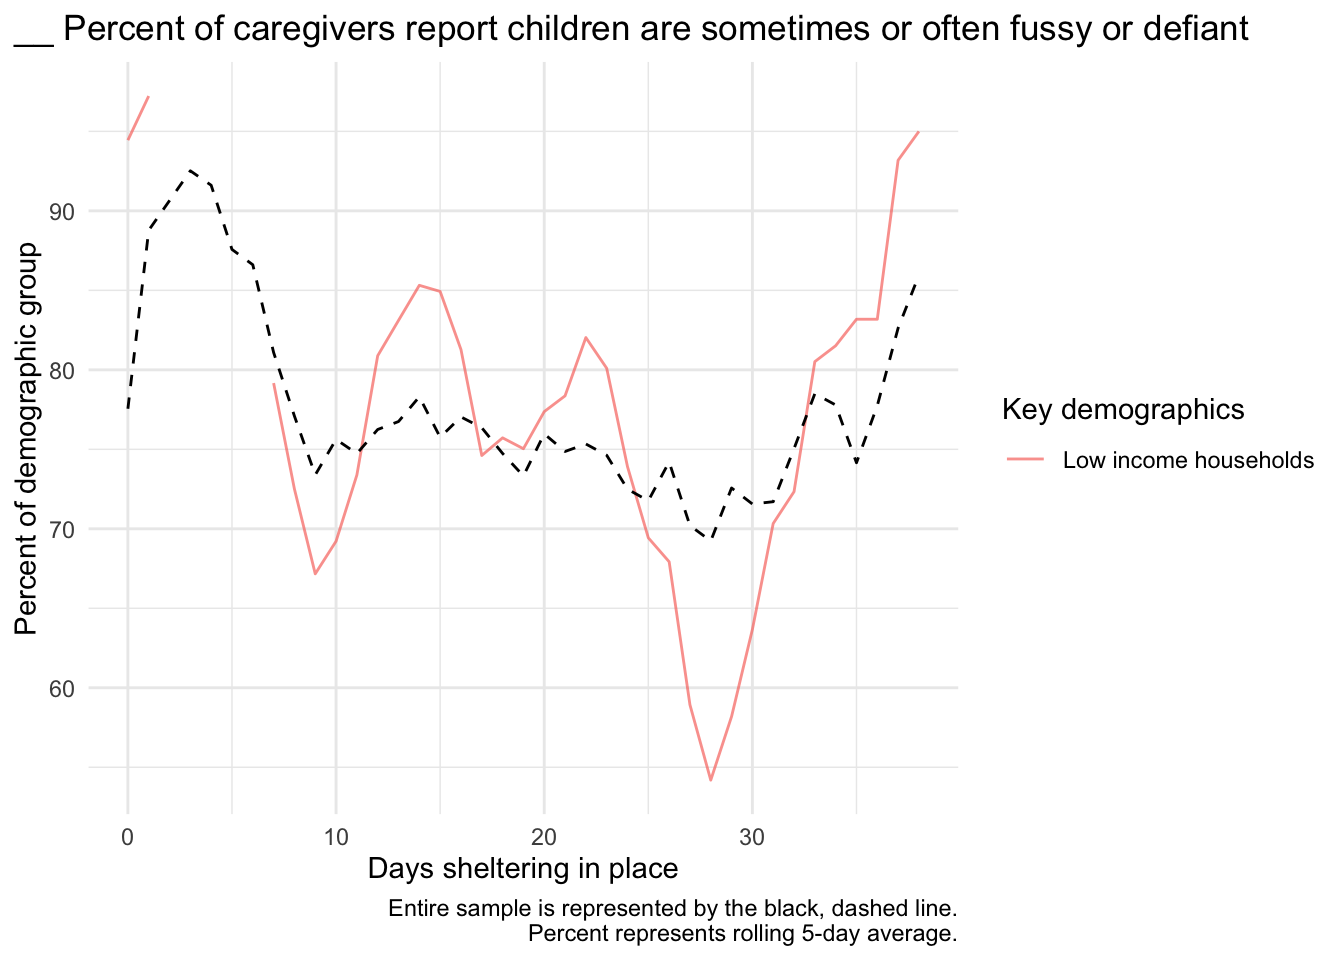 __ Percent of caregivers report children are sometimes or often fussy or defiant
Percent of demographic group
90
80
70
60
0
10
20
30
Days sheltering in place
Key demographics
Low income households
Entire sample is represented by the black, dashed line.
Percent represents rolling 5-day average.